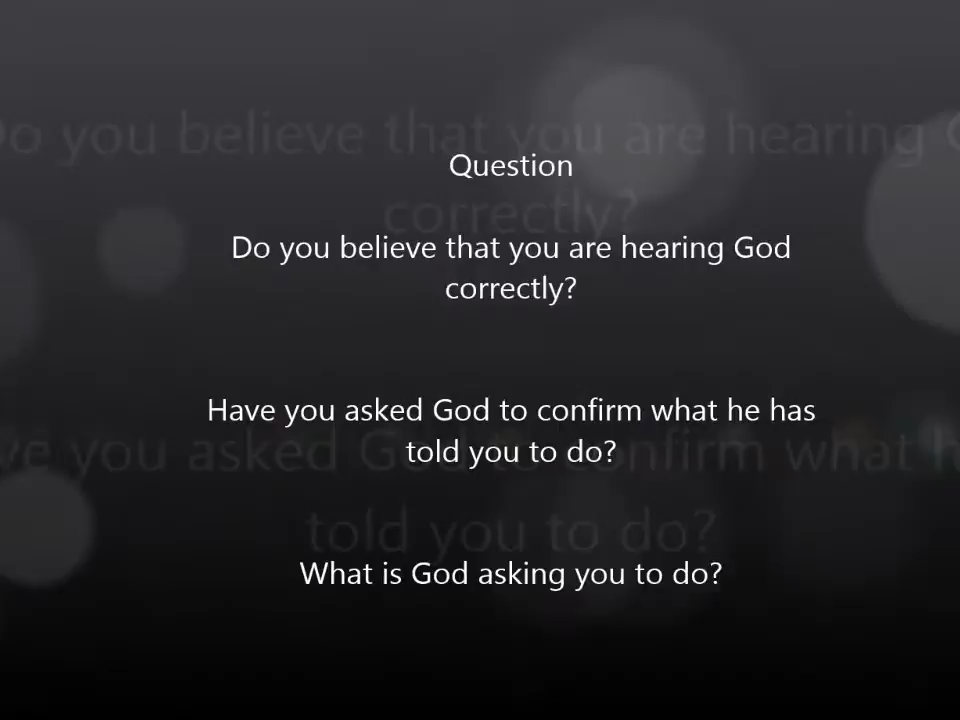 Question
Do you believe that you are hearing God
correctly?
Have you asked God to confirm what he has
told you to do?
What is God asking you to do?